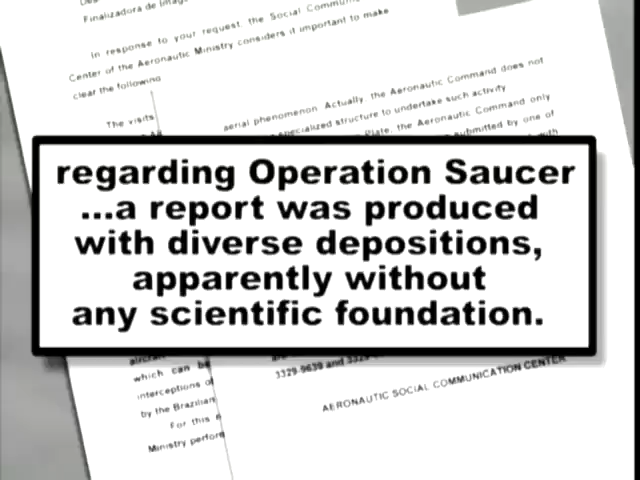 Finalizadora de
In response to your request, the Social
Center of the Aeronautic Ministry considers it important to make
clear the following
The visits
aerial phenomenon. Actually, the Aeronautic Command does not
specialized structure to undertake such activity
the Aeronautic Command only
submitted by one of
with
regarding Operation Saucer
...a report was produced
with diverse depositions,
apparently without
any scientific foundation.
which can be
interceptions of
by the Brazilian
For this
Ministry perform
3329-9639 and
AERONAUTIC SOCIAL COMMUNICATION CENTER